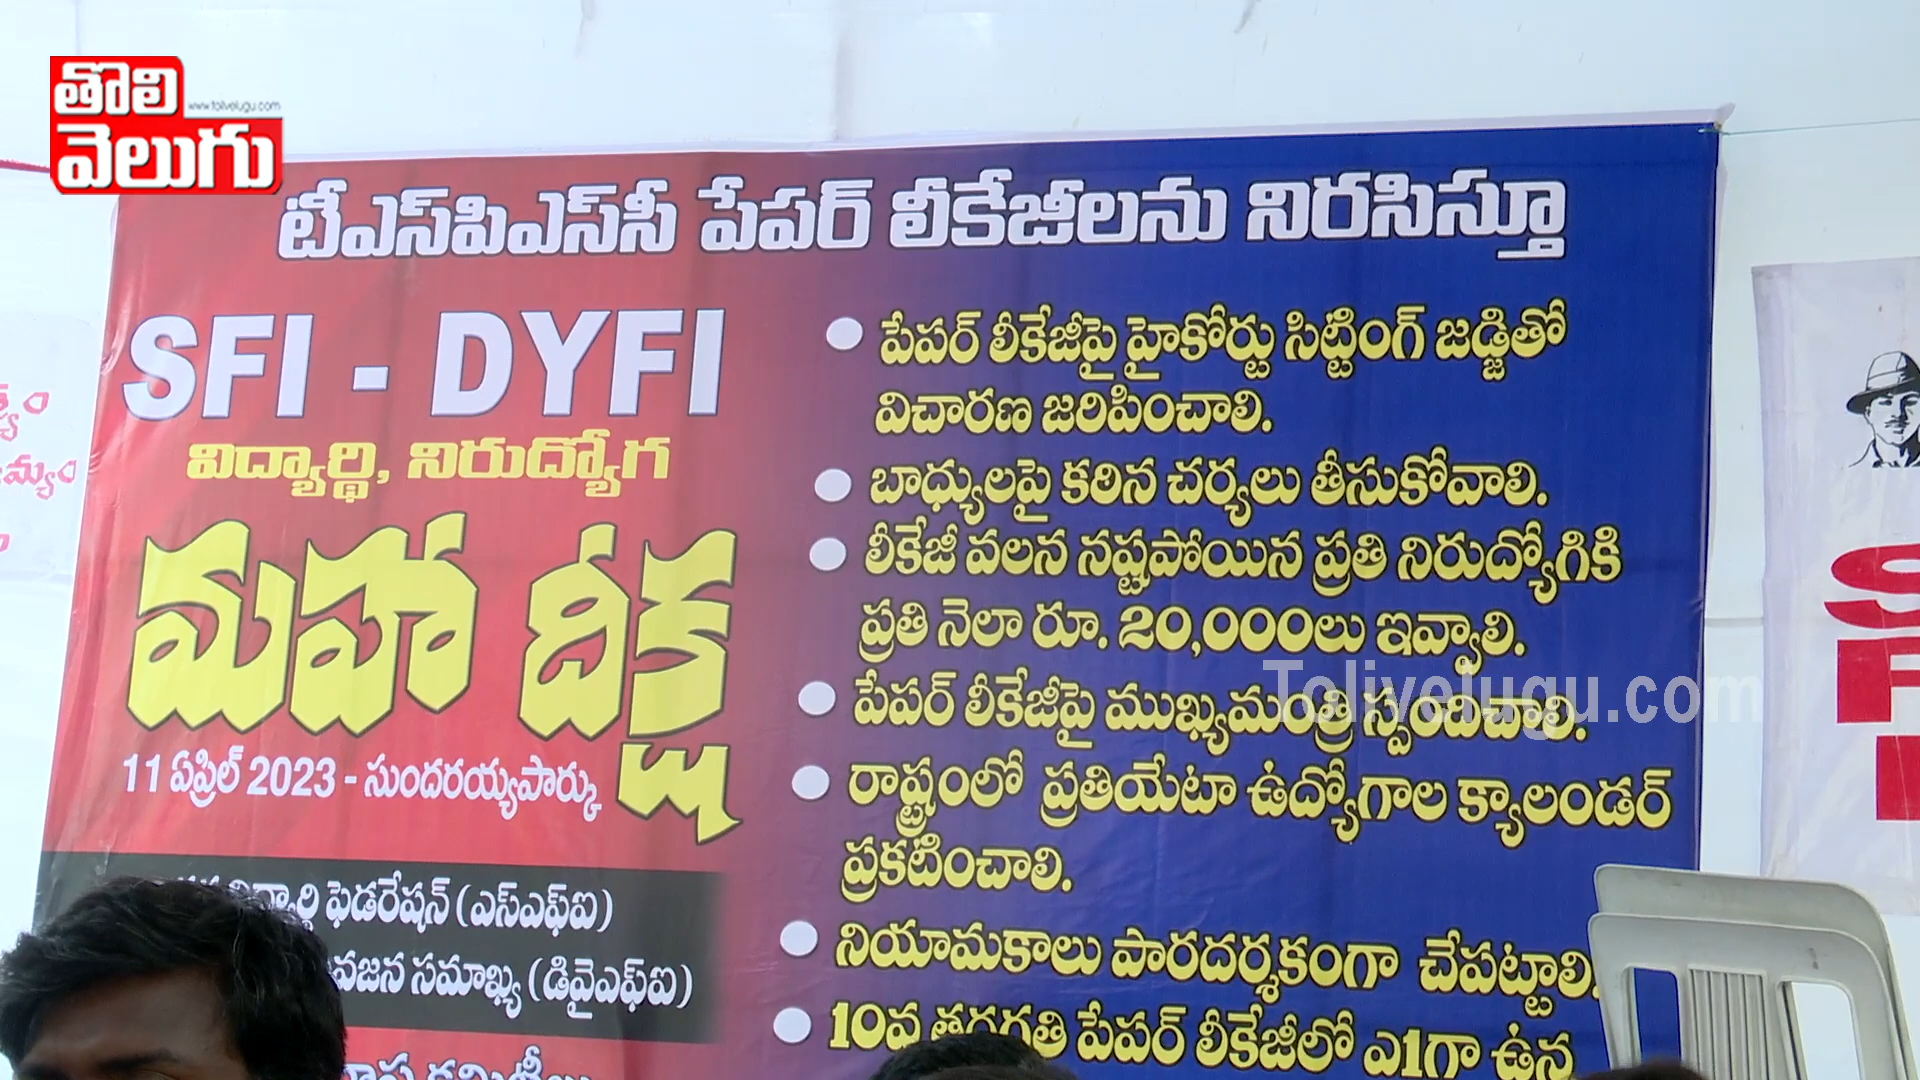 తొలి
వెలుగు
www.tolivelugu.com
టీఎస్‌పిఎస్‌సీ పేపర్ లీకేజీలను నిరసిస్తూ
SFI - DYFI
విద్యార్థి, నిరుద్యోగ
మహా దీక్ష
11 ఏప్రిల్ 2023 - సుందరయ్యపార్కు
ఫెడరేషన్ (ఎస్ఎఫ్ఐ)
సమాఖ్య (డివైఎఫ్ఐ)
పేపర్ లీకేజీపై హైకోర్టు సిట్టింగ్ జడ్జితో
విచారణ జరిపించాలి.
బాధ్యులపై కఠిన చర్యలు తీసుకోవాలి.
లీకేజీ వలన నష్టపోయిన ప్రతి నిరుద్యోగికి
ప్రతి నెలా రూ. 20,000లు ఇవ్వాలి.
పేపర్ లీకేజీపై ముఖ్యమంత్రి స్పందించాలి.
Tolivelugu.com
రాష్ట్రంలో ప్రతియేటా ఉద్యోగాల క్యాలండర్
ప్రకటించాలి.
నియామకాలు పారదర్శకంగా చేపట్టాలి.
10వ తరగతి పేపర్ లీకేజీలో ఎ1గా ఉన్న